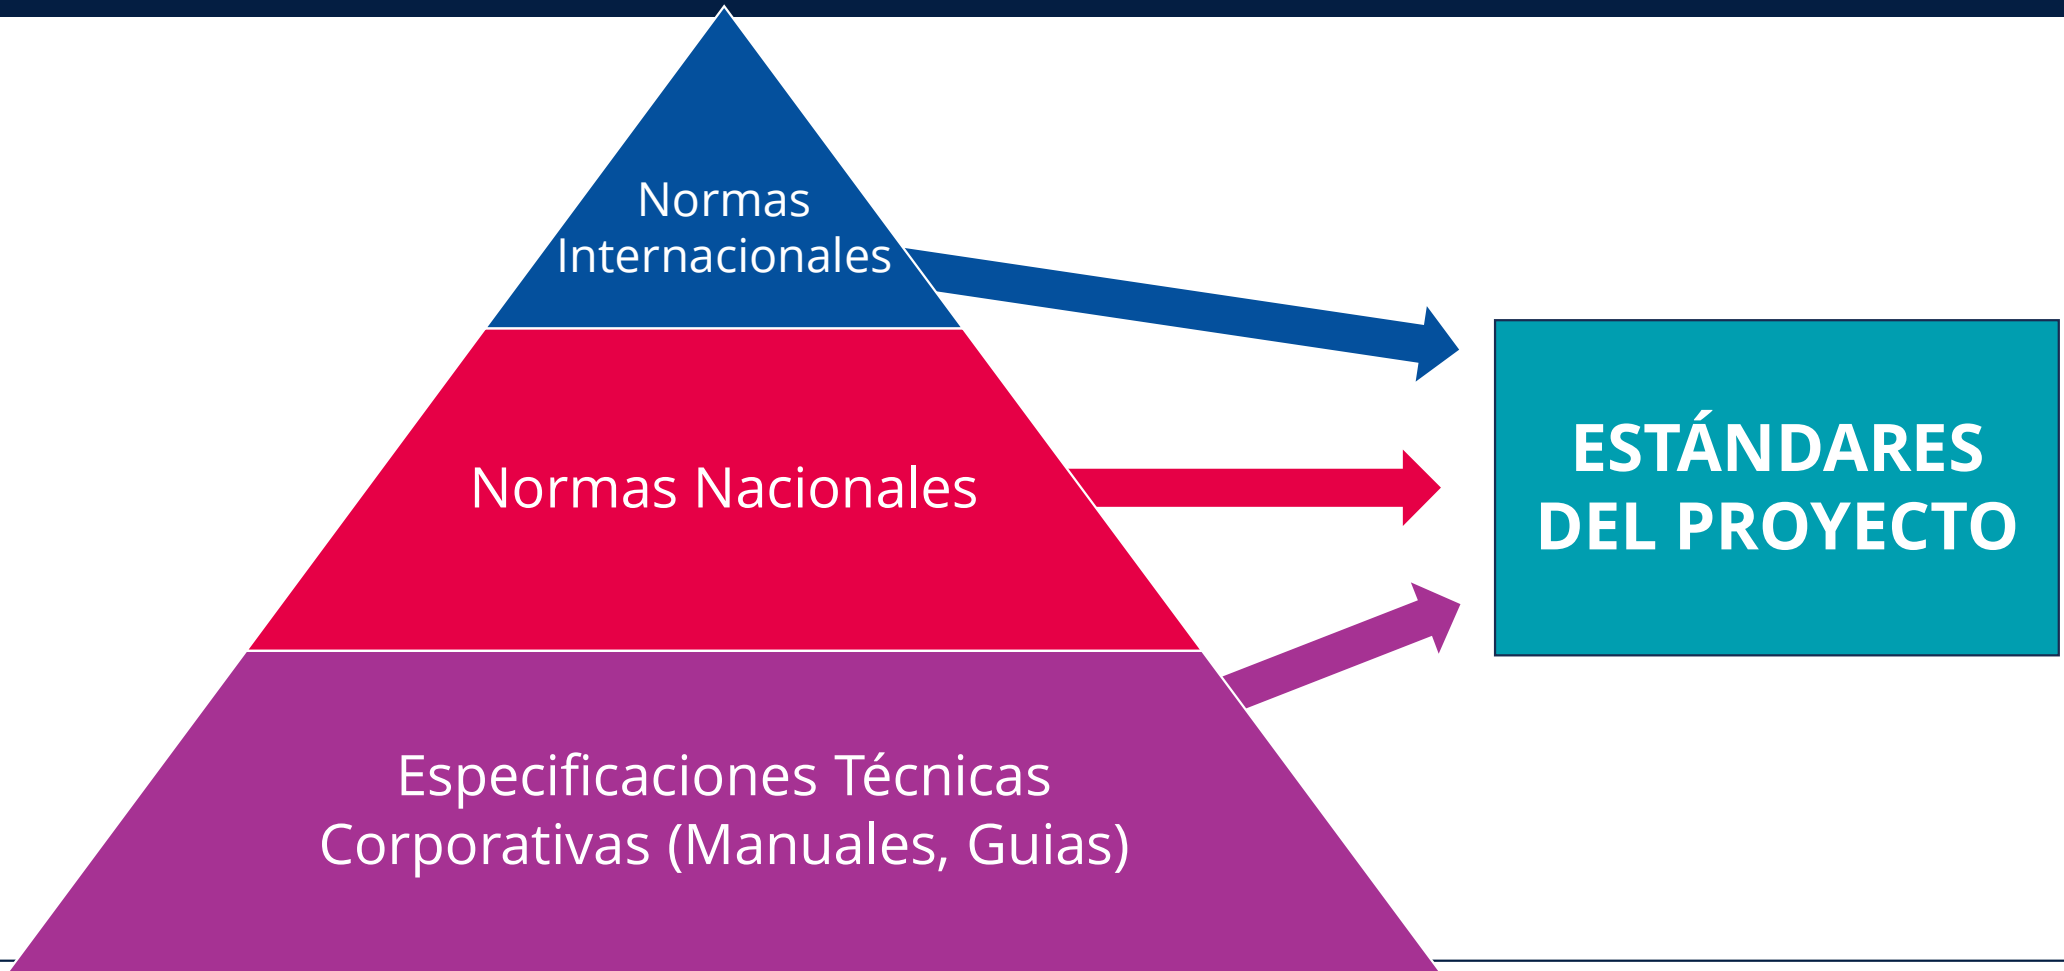 Normas
Internacionales
Normas Nacionales
Especificaciones Técnicas
Corporativas (Manuales, Guias)
ESTÁNDARES
DEL PROYECTO